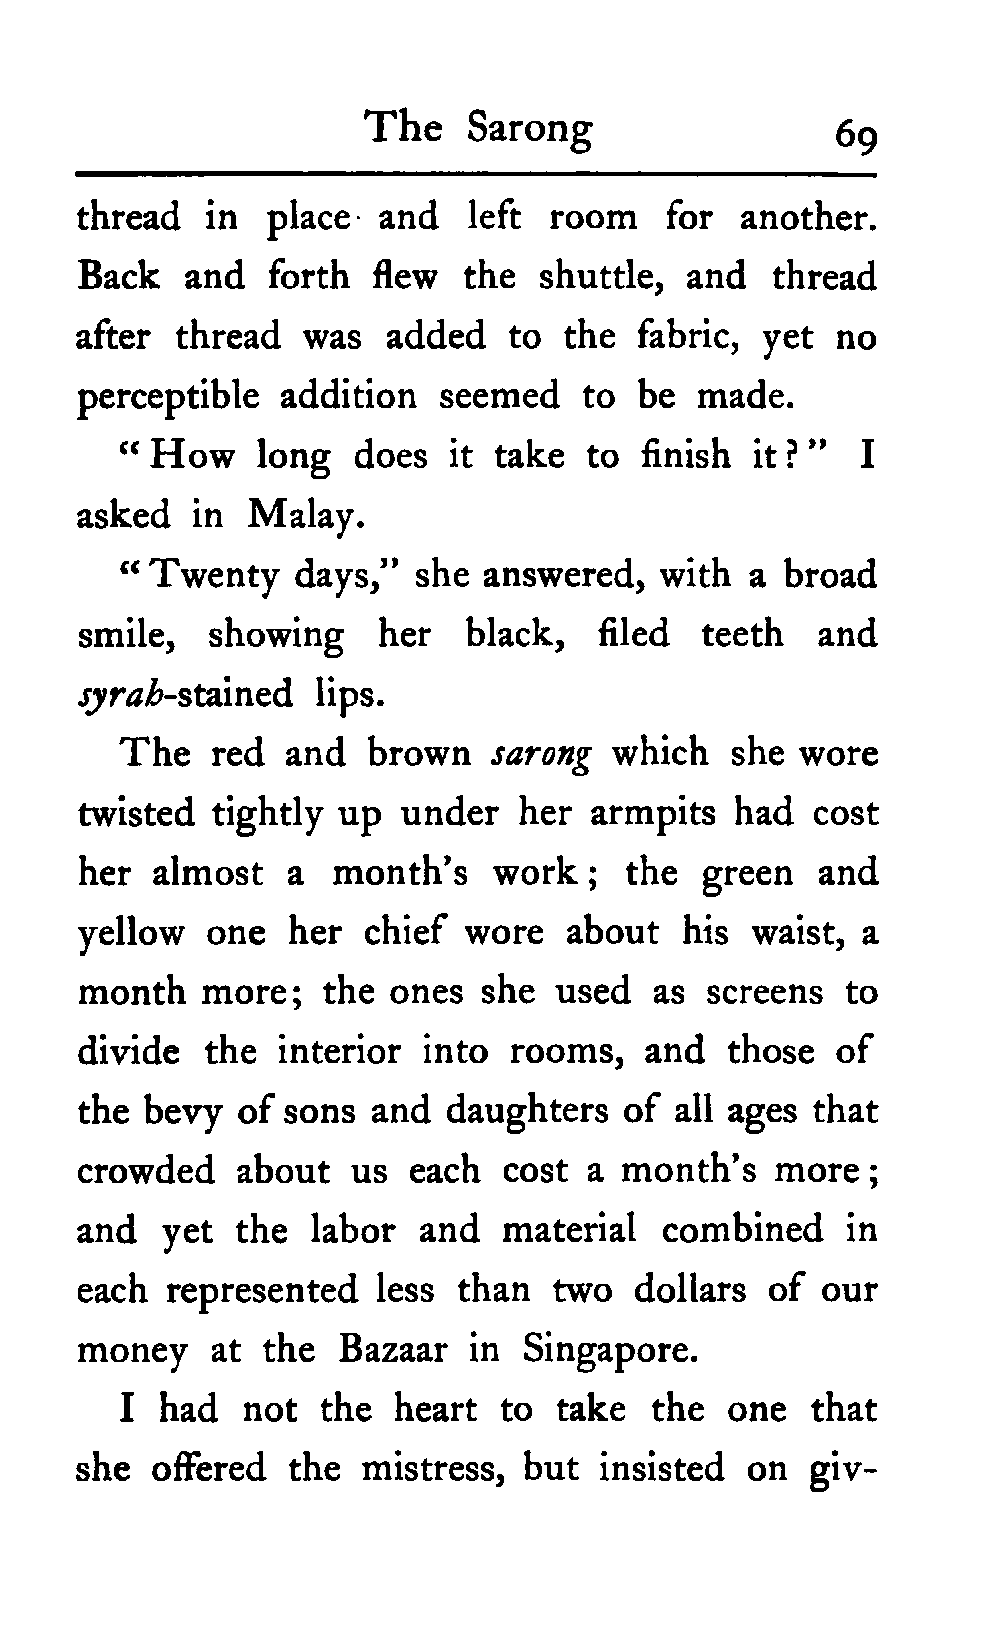 The Sarong 69
thread in place and left room for another.
Back and forth flew the shuttle, and thread
after thread was added to the fabric, yet no
perceptible addition seemed to be made.
"How long does it take to finish it?" I
asked in Malay.
"Twenty days," she answered, with a broad
smile, showing her black, filed teeth and
syrah-stained lips.
The red and brown sarong which she wore
twisted tightly up under her armpits had cost
her almost a month's work; the green and
yellow one her chief wore about his waist, a
month more; the ones she used as screens to
divide the interior into rooms, and those of
the bevy of sons and daughters of all ages that
crowded about us each cost a month's more;
and yet the labor and material combined in
each represented less than two dollars of our
money at the Bazaar in Singapore.
I had not the heart to take the one that
she offered the mistress, but insisted on giv-